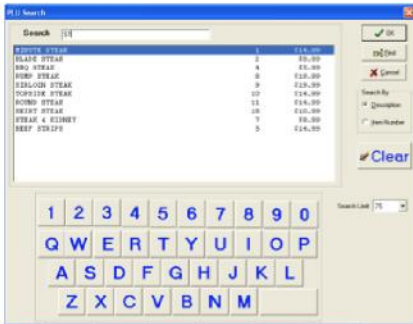 PLU Search
Search ST
OK
MINUTE STEAK 1 £14.99
BLADE STEAK 2 £8.99
BBQ STEAK 4 £8.99
RUMP STEAK 8 £18.99
SIRLOIN STEAK 9 £19.99
TOPSIDE STEAK 10 £14.99
ROUND STEAK 11 £14.99
SKIRT STEAK 18 £10.99
STEAK & KIDNEY 7 £8.99
BEEF STRIPS 5 £14.99
Find
Cancel
Search By
Description
Item Number
Clear
Search Limit 75
1 2 3 4 5 6 7 8 9 0
Q W E R T Y U I O P
A S D F G H J K L
Z X C V B N M